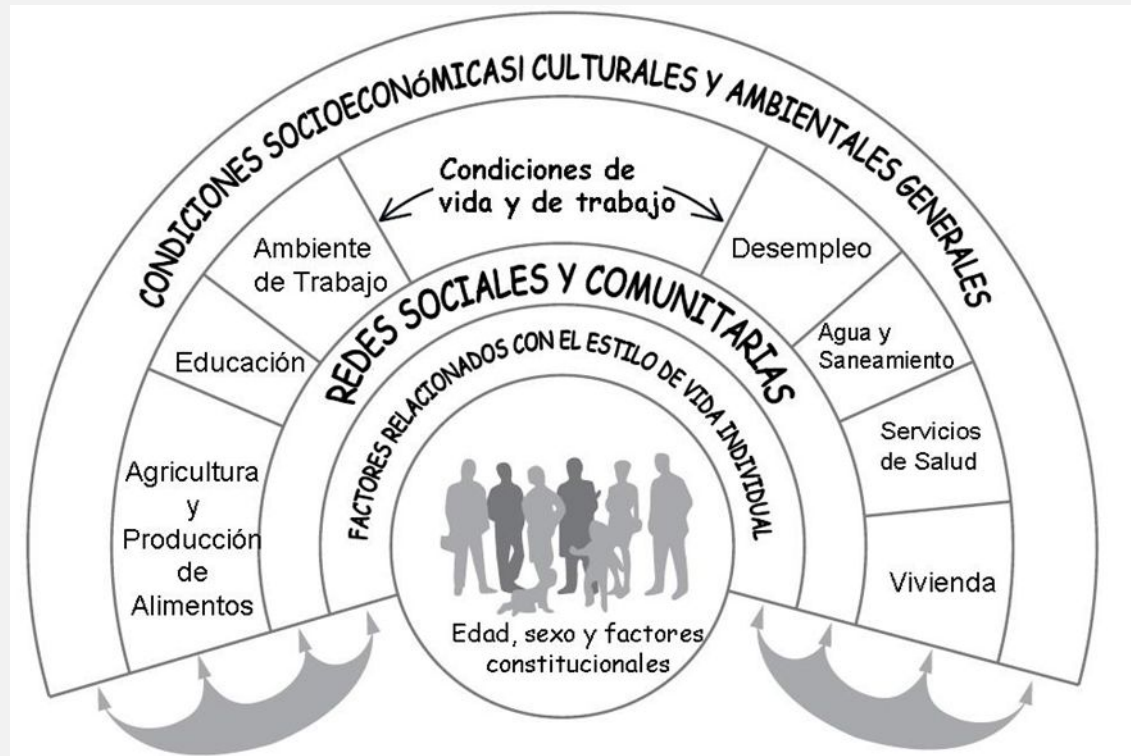 CONDICIONES SOCIOECONÓMICAS| CULTURALES Y AMBIENTALES GENERALES
Condiciones de
vida y de trabajo
Ambiente
de Trabajo
Desempleo
Educación
Agua y
Saneamiento
Agricultura
y
Producción
de
Alimentos
Servicios
de Salud
Vivienda
REDES SOCIALES Y COMUNITARIAS
FACTORES RELACIONADOS CON EL ESTILO DE VIDA INDIVIDUAL
Edad, sexo y factores
constitucionales